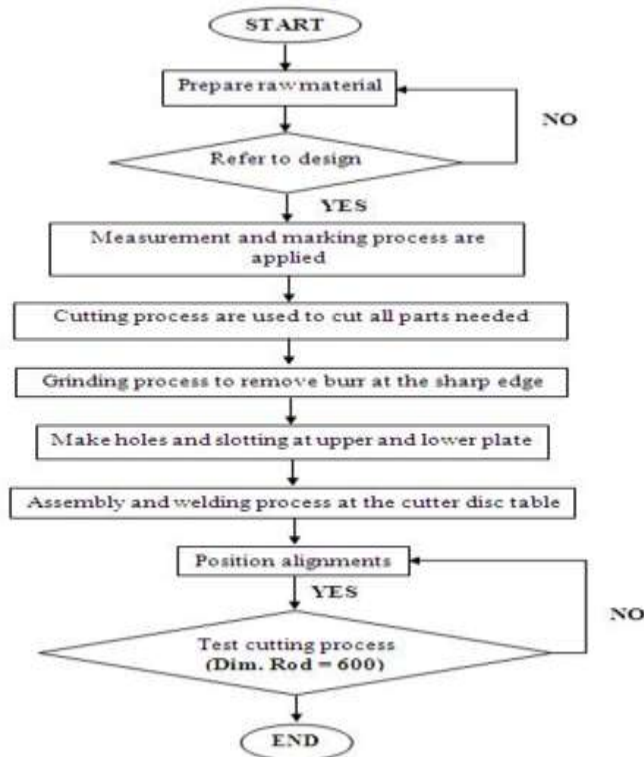 START
Prepare raw material
NO
Refer to design
YES
Measurement and marking process are
applied
Cutting process are used to cut all parts needed
Grinding process to remove burr at the sharp edge
Make holes and slotting at upper and lower plate
Assembly and welding process at the cutter disc table
Position alignments
YES
NO
Test cutting process
(Dim. Rod = 600)
END